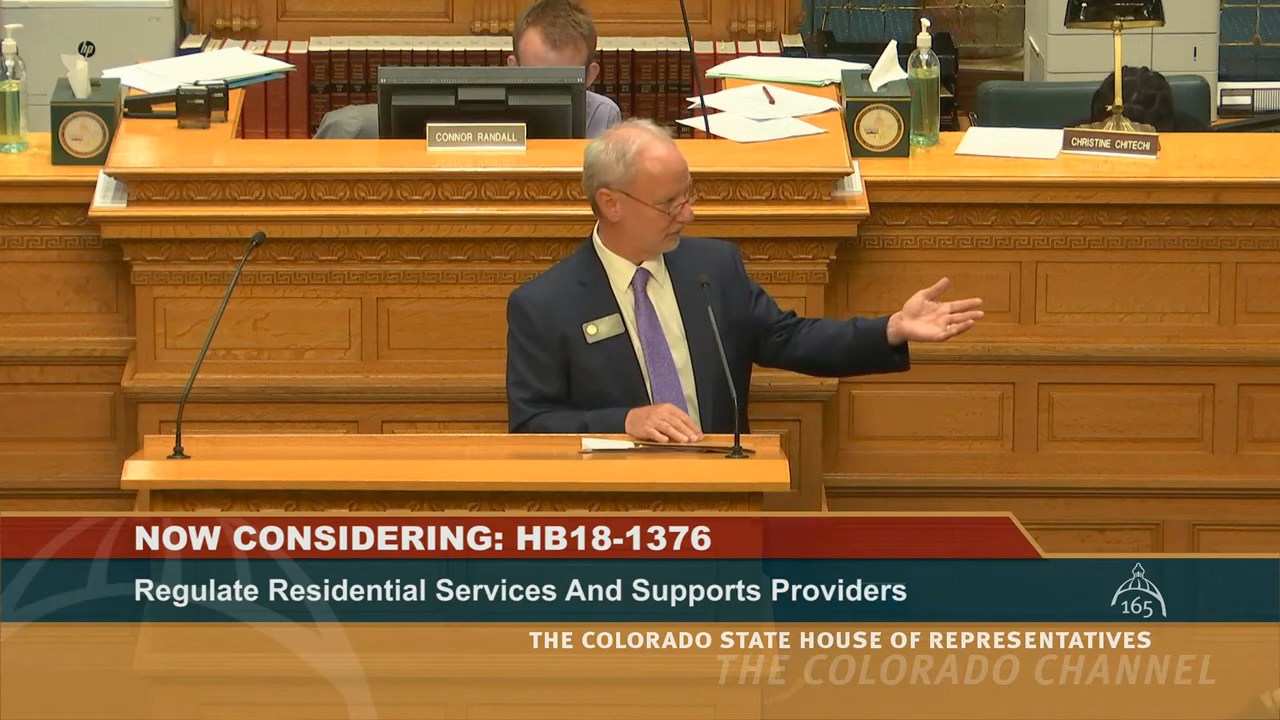 hp
CONNOR RANDALL
CHRISTINE CHITECHI
NOW CONSIDERING: HB18-1376
Regulate Residential Services And Supports Providers
165
THE COLORADO STATE HOUSE OF REPRESENTATIVES
THE COLORADO CHANNEL